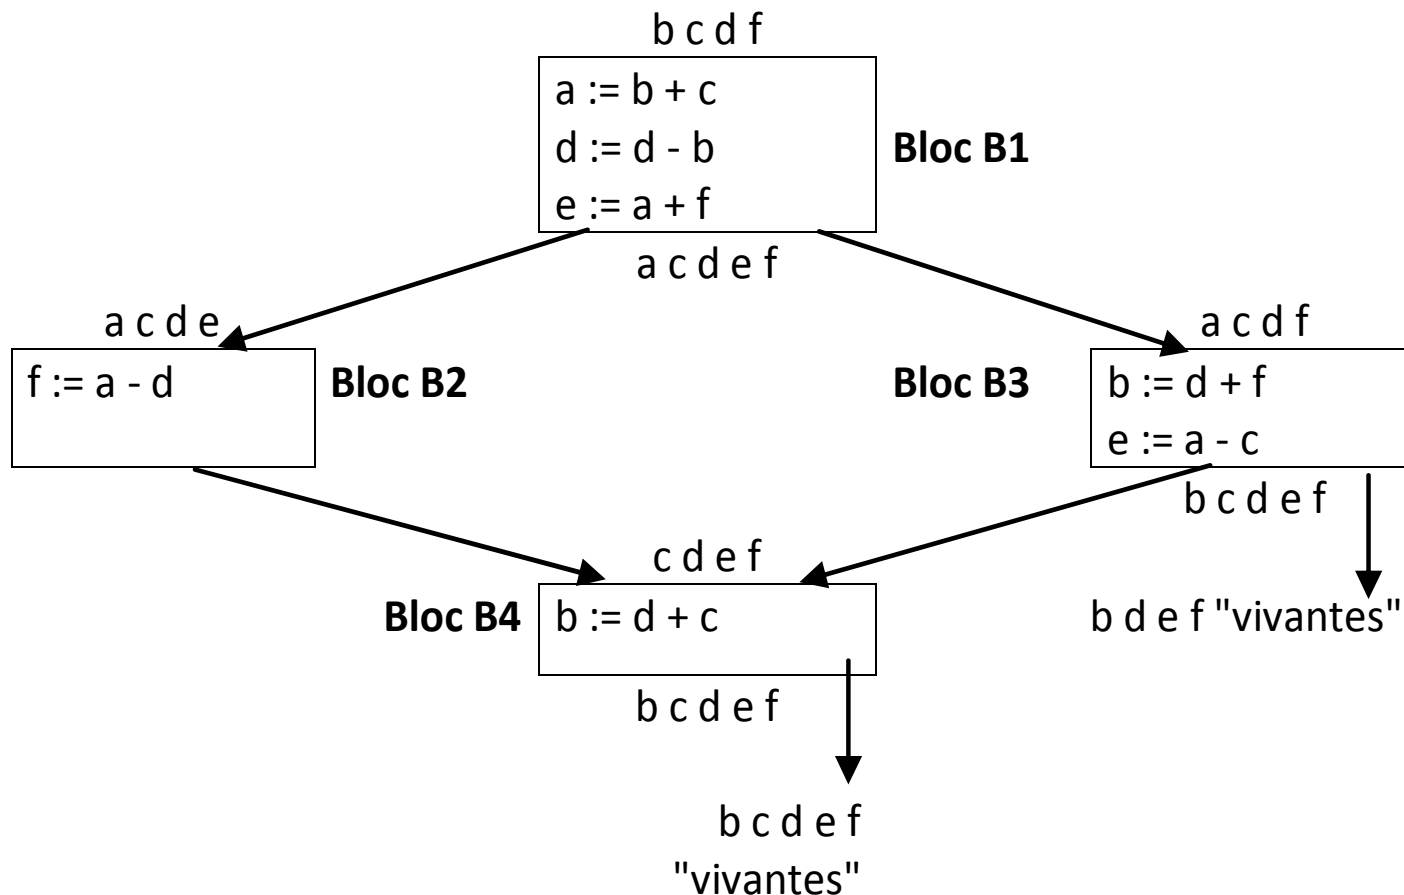 b c d f
a := b + c
d := d - b
e := a + f
Bloc B1
a c d e f
a c d e
f := a - d
Bloc B2
a c d f
Bloc B3
b := d + f
e := a - c
b c d e f
b d e f "vivantes"
c d e f
Bloc B4
b := d + c
b c d e f
b c d e f
"vivantes"